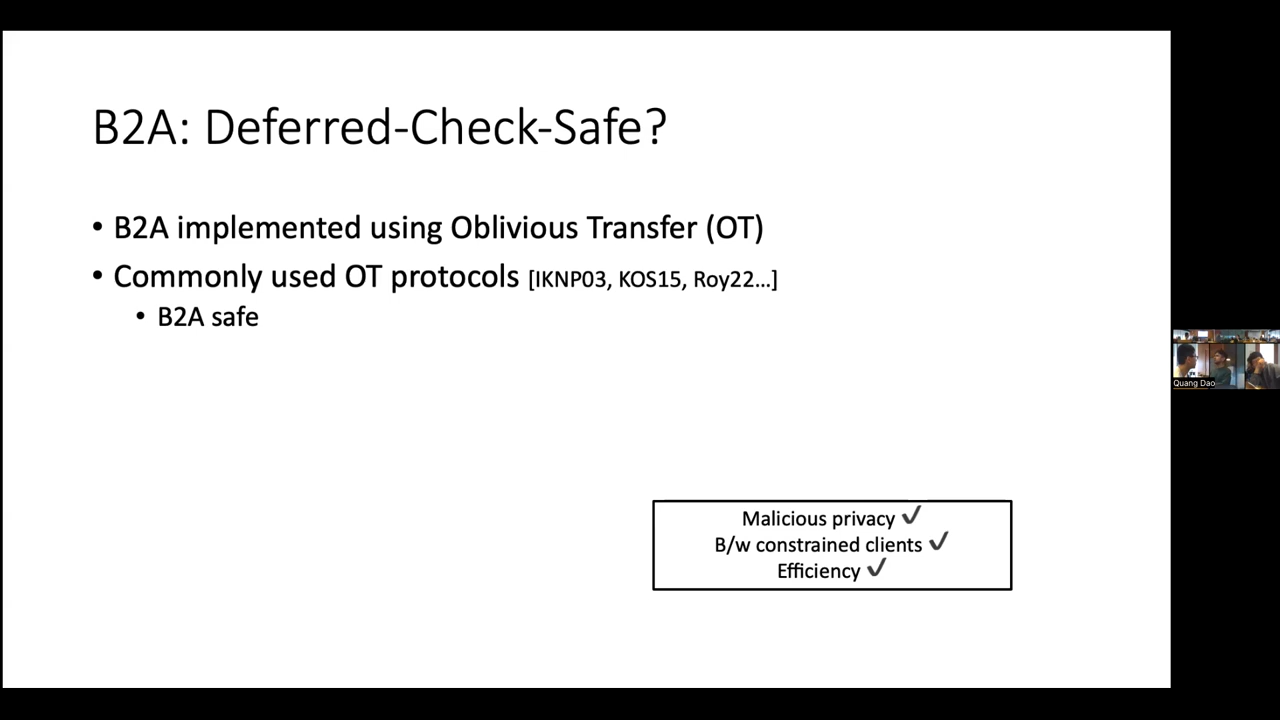 B2A: Deferred-Check-Safe?
• B2A implemented using Oblivious Transfer (OT)
• Commonly used OT protocols [IKNP03, KOS15, Roy22...]
• B2A safe
Malicious privacy ✓
B/w constrained clients ✓
Efficiency ✓
Quang Dao